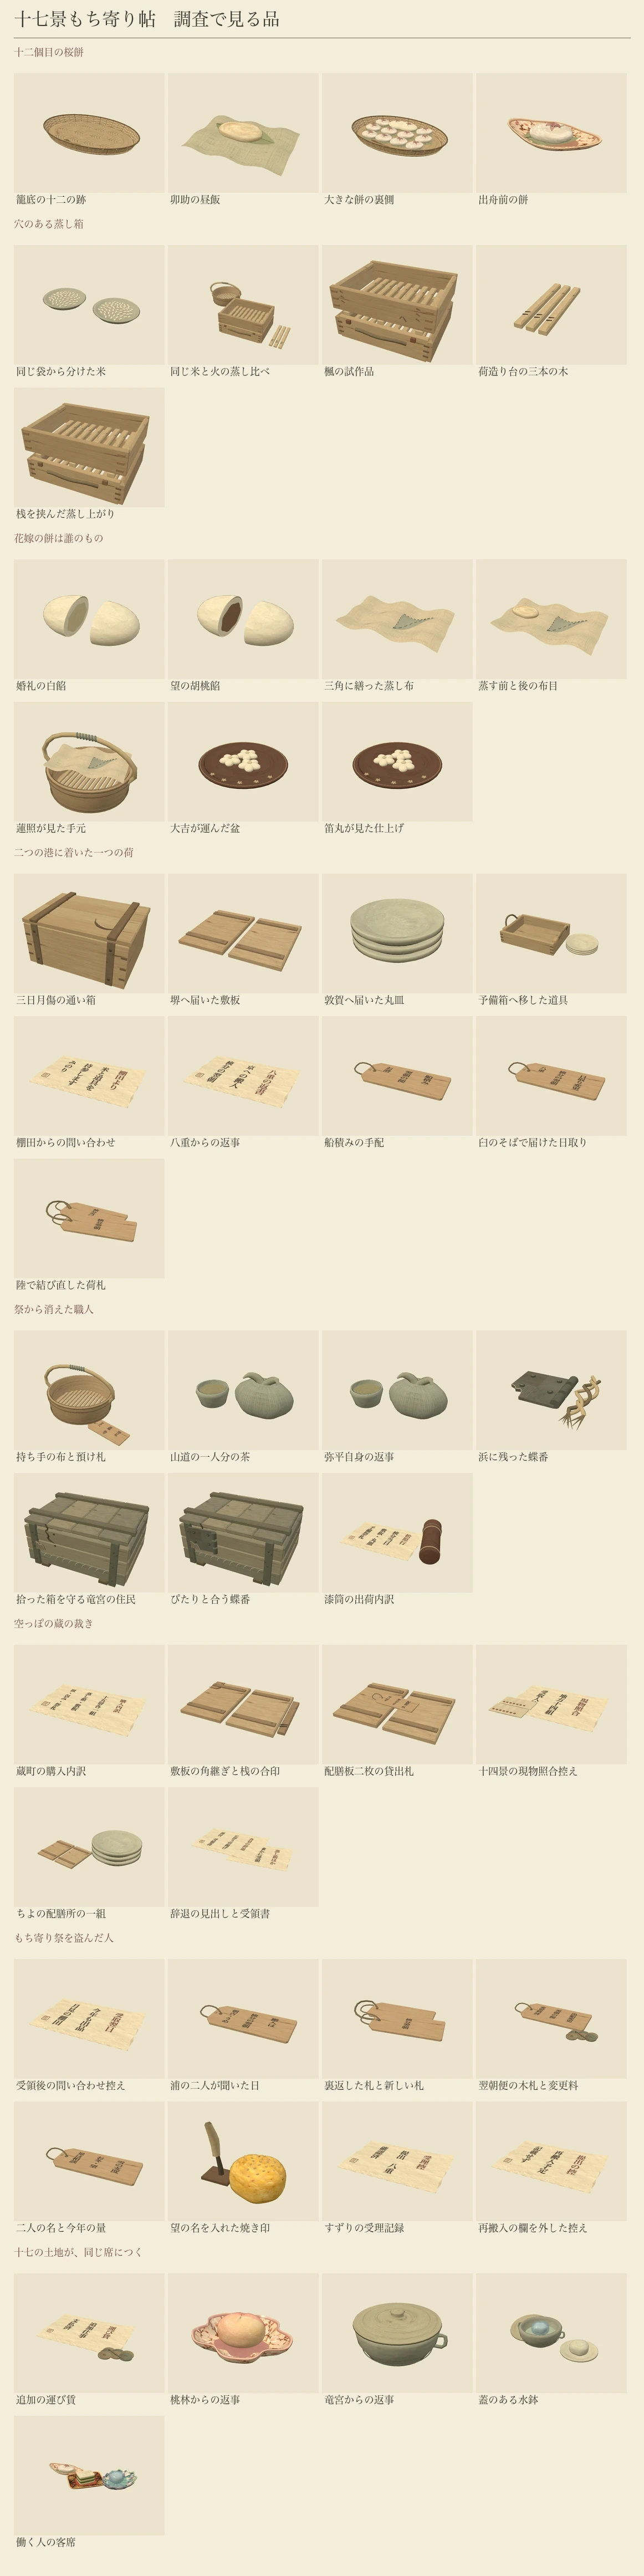 十七景もち寄り帖　調査で見る品
十二個目の桜餅
籠底の十二の跡
卯助の昼飯
大きな餅の裏側
出舟前の餅
穴のある蒸し箱
同じ袋から分けた米
同じ米と火の蒸し比べ
楓の試作品
荷造り台の三本の木
桟を挟んだ蒸し上がり
花嫁の餅は誰のもの
婚礼の白餡
望の胡桃餡
三角に繕った蒸し布
蒸す前と後の布目
蓮照が見た手元
大吉が運んだ盆
笛丸が見た仕上げ
二つの港に着いた一つの荷
三日月傷の通い箱
堺へ届いた敷板
敦賀へ届いた丸皿
予備箱へ移した道具
棚田からの問い合わせ
八重からの返事
船積みの手配
臼のそばで届けた日取り
陸で結び直した荷札
祭から消えた職人
持ち手の布と預け札
山道の一人分の茶
弥平自身の返事
浜に残った蝶番
拾った箱を守る竜宮の住民
ぴたりと合う蝶番
漆筒の出荷内訳
空っぽの蔵の裁き
蔵町の購入内訳
敷板の角継ぎと桟の合印
配膳板二枚の貸出札
十四景の現物照合控え
ちよの配膳所の一組
辞退の見出しと受領書
もち寄り祭を盗んだ人
受領後の問い合わせ控え
浦の二人が聞いた日
裏返した札と新しい札
翌朝便の木札と変更料
二人の名と今年の量
望の名を入れた焼き印
すずりの受理記録
再搬入の欄を外した控え
十七の土地が、同じ席につく
追加の運び賃
桃林からの返事
竜宮からの返事
蓋のある水鉢
働く人の客席